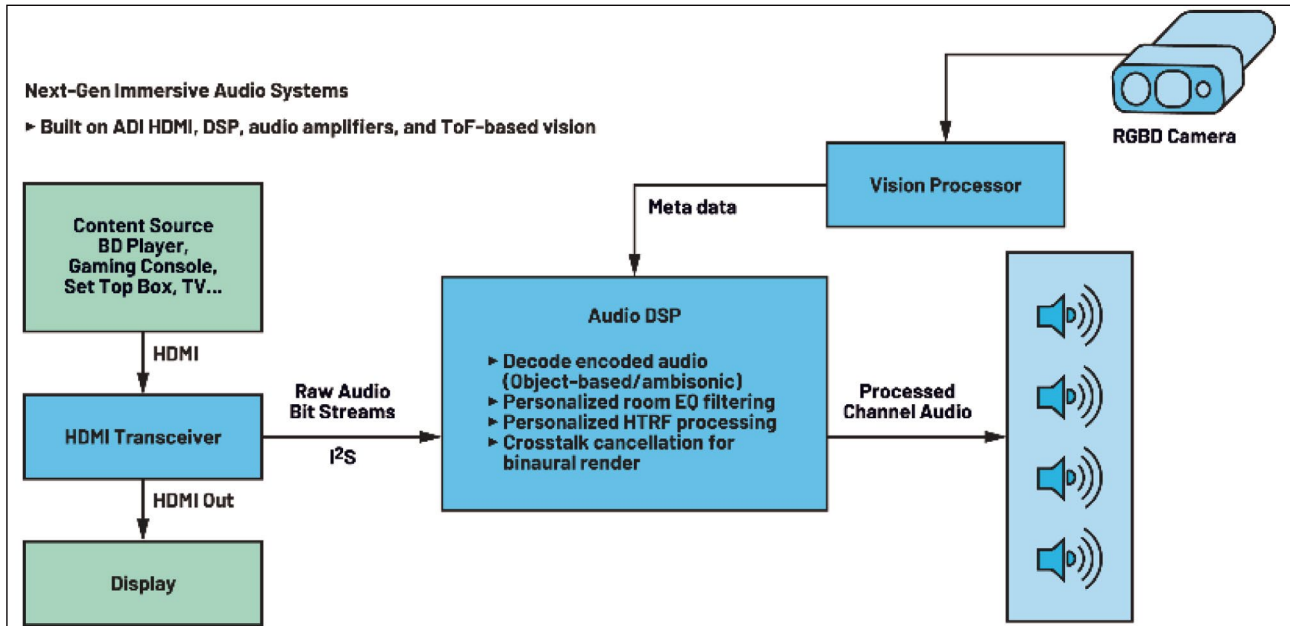 Next-Gen Immersive Audio Systems
▸ Built on ADI HDMI, DSP, audio amplifiers, and ToF-based vision
RGBD Camera
Vision Processor
Meta data
Content Source
BD Player,
Gaming Console,
Set Top Box, TV...
HDMI
HDMI Transceiver
HDMI Out
Display
Raw Audio
Bit Streams
I²S
Audio DSP
▸ Decode encoded audio
(Object-based/ambisonic)
▸ Personalized room EQ filtering
▸ Personalized HTRF processing
▸ Crosstalk cancellation for
binaural render
Processed
Channel Audio